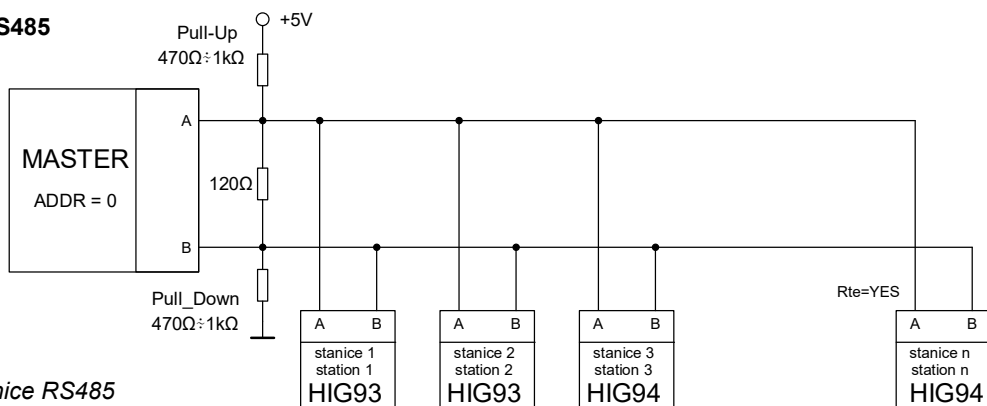 S485
+5V
Pull-Up
470Ω÷1kΩ
A
MASTER
120Ω
ADDR = 0
B
Pull_Down
470Ω÷1kΩ
Rte=YES
A B A B A B A B
stanice 1 stanice 2 stanice 3 stanice n
station 1 station 2 station 3 station n
HIG93 HIG93 HIG94 HIG94
nice RS485